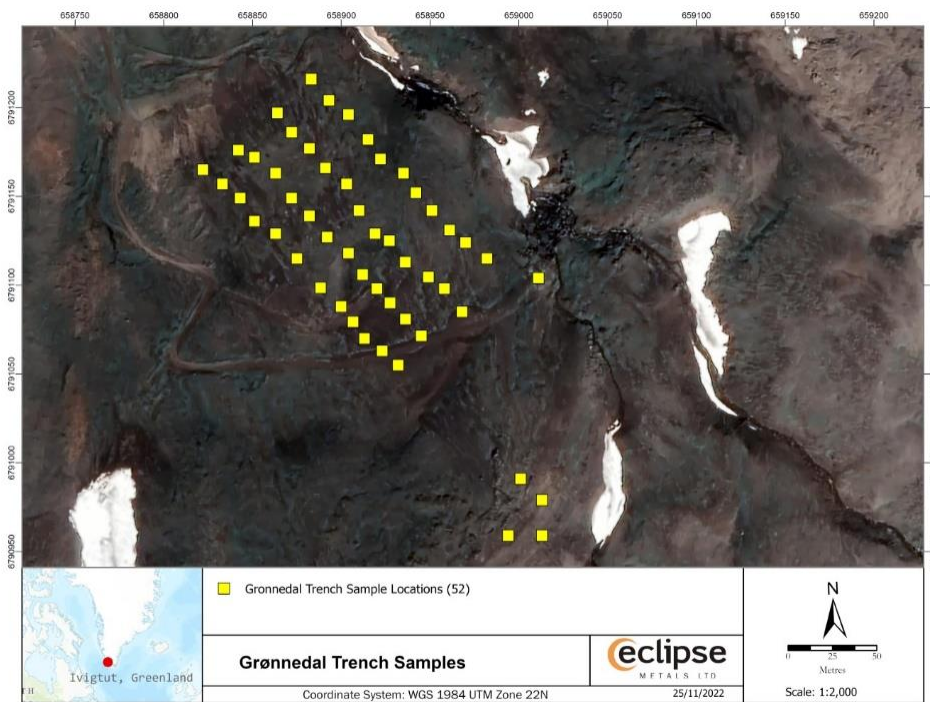 658750 658800 658850 658900 658950 659000 659050 659100 659150 659200
6791200
6791150
6791100
6791050
6791000
6790950
Gronnedal Trench Sample Locations (52)
Grønnedal Trench Samples
eclipse
METALS LTD
Coordinate System: WGS 1984 UTM Zone 22N
25/11/2022
Ivigtut, Greenland
N
0 25 50
Metres
Scale: 1:2,000